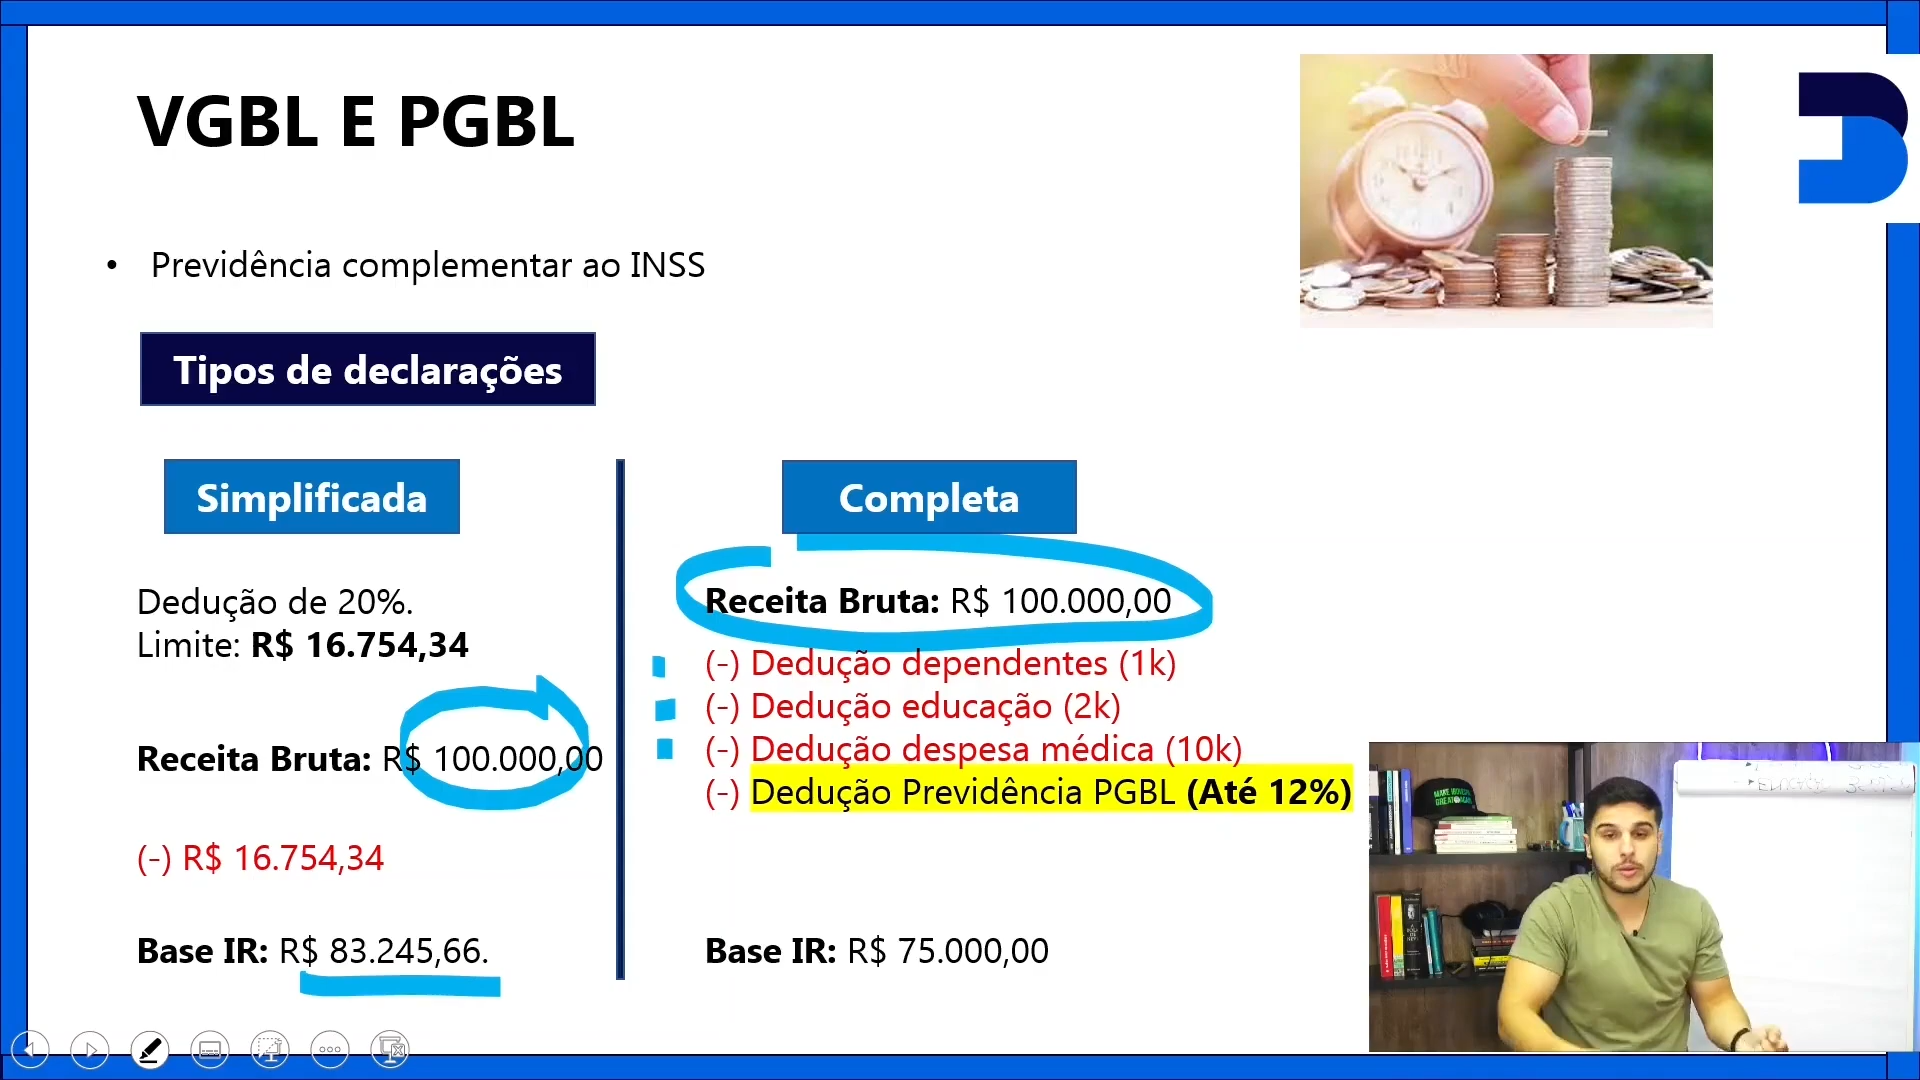 VGBL E PGBL
• Previdência complementar ao INSS
Tipos de declarações
Simplificada
Dedução de 20%.
Limite: R$ 16.754,34
Receita Bruta: R$ 100.000,00
(-) R$ 16.754,34
Base IR: R$ 83.245,66.
Completa
Receita Bruta: R$ 100.000,00
(-) Dedução dependentes (1k)
(-) Dedução educação (2k)
(-) Dedução despesa médica (10k)
(-) Dedução Previdência PGBL (Até 12%)
Base IR: R$ 75.000,00